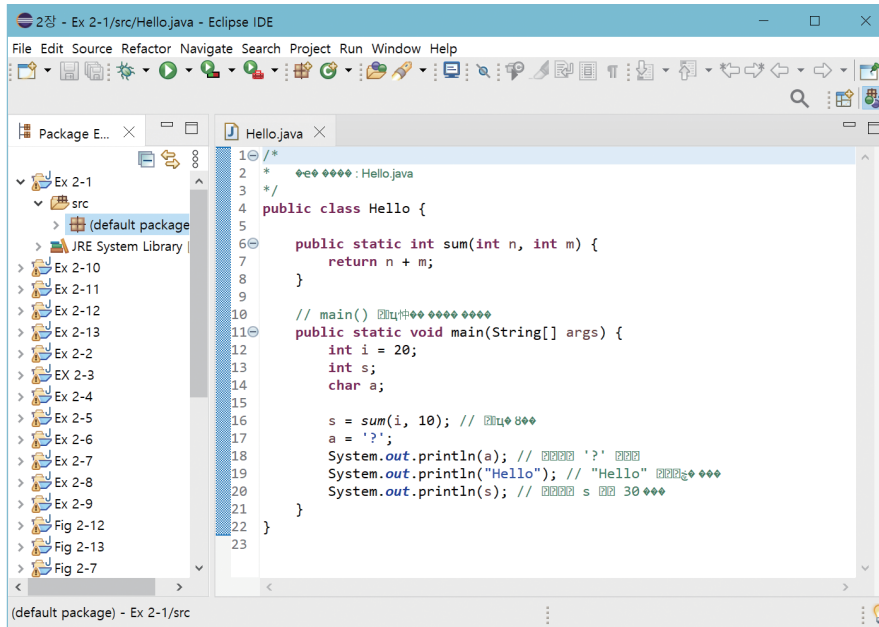 2장 - Ex 2-1/src/Hello.java - Eclipse IDE
File Edit Source Refactor Navigate Search Project Run Window Help
Package E...
Ex 2-1
src
(default package
JRE System Library
Ex 2-10
Ex 2-11
Ex 2-12
Ex 2-13
Ex 2-2
EX 2-3
Ex 2-4
Ex 2-5
Ex 2-6
Ex 2-7
Ex 2-8
Ex 2-9
Fig 2-12
Fig 2-13
Fig 2-7
Hello.java
1 /*
2 * : Hello.java
3 */
4 public class Hello {
5
6 public static int sum(int n, int m) {
7 return n + m;
8 }
9
10 // main()
11 public static void main(String[] args) {
12 int i = 20;
13 int s;
14 char a;
15
16 s = sum(i, 10); //
17 a = '?';
18 System.out.println(a); // '?'
19 System.out.println("Hello"); // "Hello"
20 System.out.println(s); // s 30
21 }
22 }
23
(default package) - Ex 2-1/src